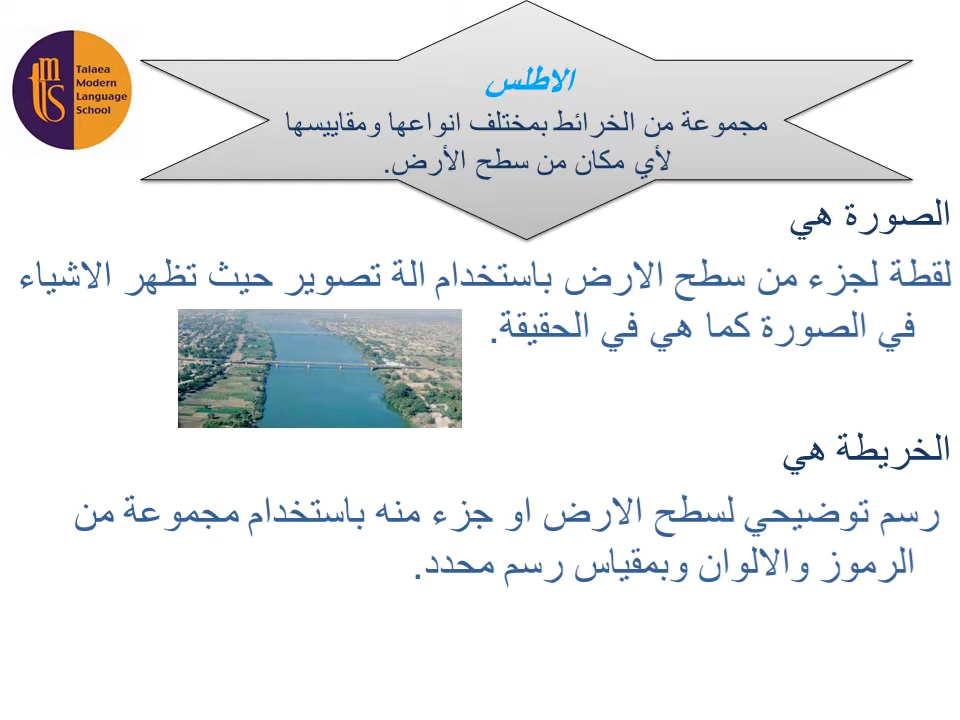 Talaea
Modern
Language
School
tmls
الاطلس
مجموعة من الخرائط بمختلف انواعها ومقاييسها
لأي مكان من سطح الأرض.
الصورة هي
لقطة لجزء من سطح الارض باستخدام الة تصوير حيث تظهر الاشياء
في الصورة كما هي في الحقيقة.
الخريطة هي
رسم توضيحي لسطح الارض او جزء منه باستخدام مجموعة من
الرموز والالوان وبمقياس رسم محدد.